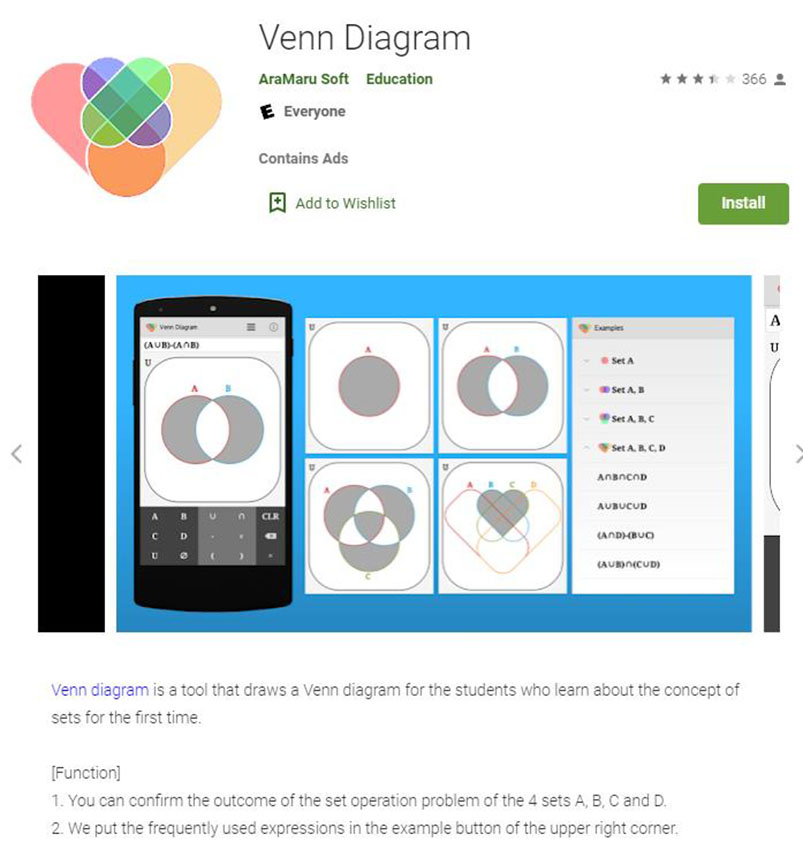 Venn Diagram
AraMaru Soft Education
366
E Everyone
Contains Ads
Add to Wishlist
Install
Venn Diagram
(A∪B)-(A∩B)
U
A B
A B ∪ ∩ CLR
C D -
U Ø ( )
U
A
U
A B
U
A B
C
U
A B C D
Examples
Set A
Set A, B
Set A, B, C
Set A, B, C, D
A∩B∩C∩D
A∪B∪C∪D
(A∩D)-(B∪C)
(A∪B)∩(C∪D)
A
U
Venn diagram is a tool that draws a Venn diagram for the students who learn about the concept of
sets for the first time.
[Function]
1. You can confirm the outcome of the set operation problem of the 4 sets A, B, C and D.
2. We put the frequently used expressions in the example button of the upper right corner.